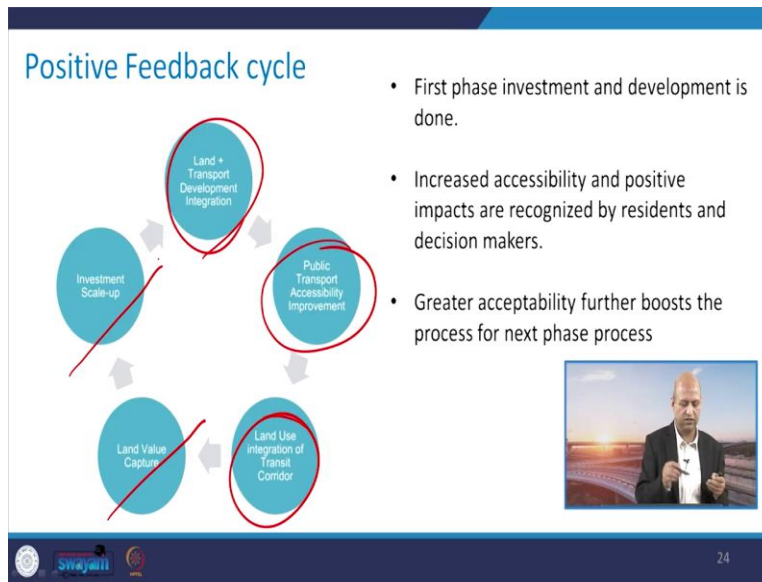 Positive Feedback cycle
Land +
Transport
Development
Integration
Public
Transport
Accessibility
Improvement
Land Use
integration of
Transit
Corridor
Land Value
Capture
Investment
Scale-up
• First phase investment and development is
done.
• Increased accessibility and positive
impacts are recognized by residents and
decision makers.
• Greater acceptability further boosts the
process for next phase process
swayam
24